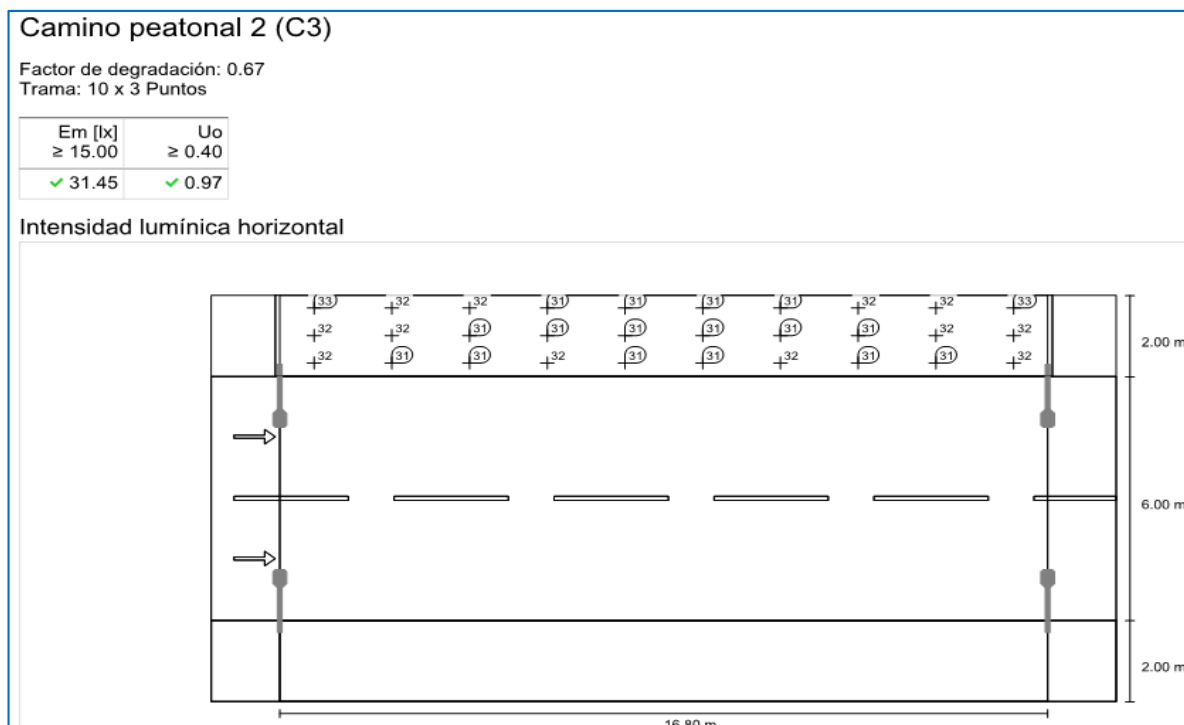 Camino peatonal 2 (C3)
Factor de degradación: 0.67
Trama: 10 x 3 Puntos
Em [lx] Uo
≥ 15.00 ≥ 0.40
✓ 31.45 ✓ 0.97
Intensidad lumínica horizontal
33 32 32 31 31 31 31 32 32 33
32 32 31 31 31 31 31 31 32 32
32 31 31 32 31 31 32 31 31 32
2.00 m
6.00 m
2.00 m
16.80 m